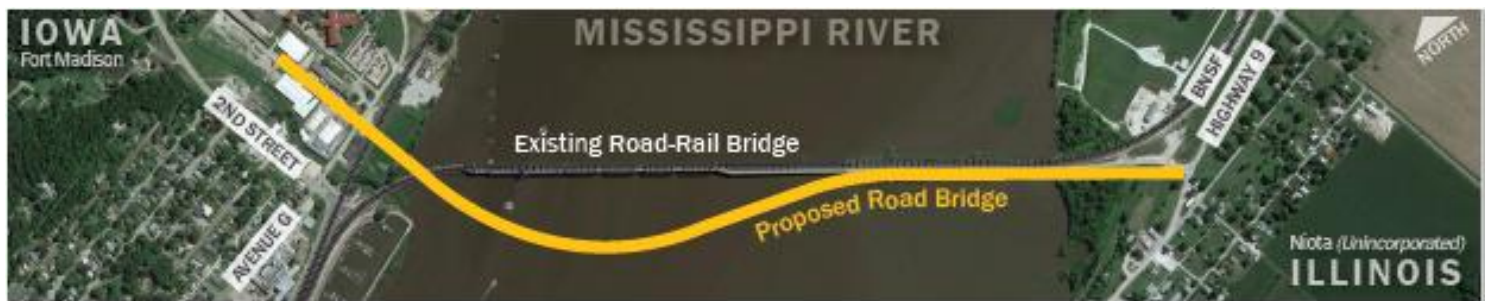 IOWA
Fort Madison
MISSISSIPPI RIVER
NORTH
2ND STREET
AVENUE G
Existing Road-Rail Bridge
Proposed Road Bridge
BNSF
HIGHWAY 9
Niota (Unincorporated)
ILLINOIS